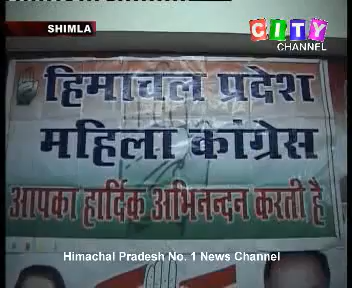 SHIMLA
CITY
CHANNEL
हिमाचल प्रदेश
महिला कांग्रेस
आपका हार्दिक अभिनन्दन करती है
Himachal Pradesh No. 1 News Channel